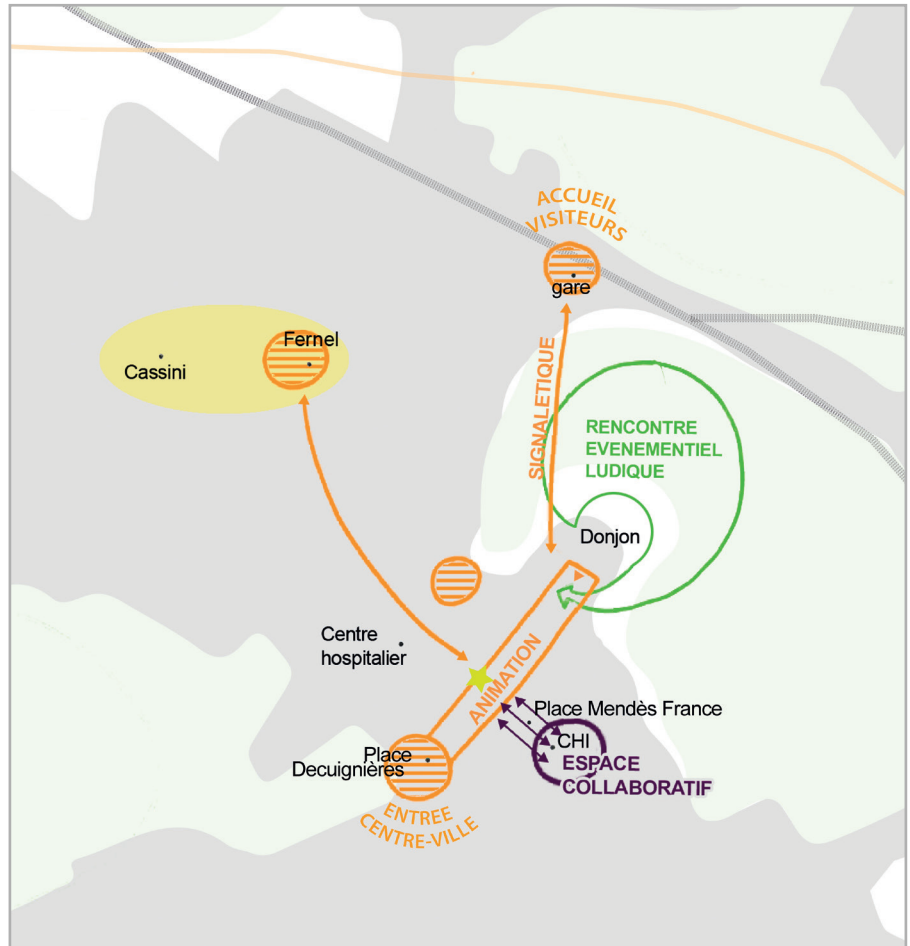 ACCUEIL
VISITEURS
gare
Fernel
Cassini
SIGNALETIQUE
RENCONTRE
EVENEMENTIEL
LUDIQUE
Donjon
Centre
hospitalier
ANIMATION
Place Mendès France
CHI
ESPACE
COLLABORATIF
Place
Decuignières
ENTREE
CENTRE-VILLE